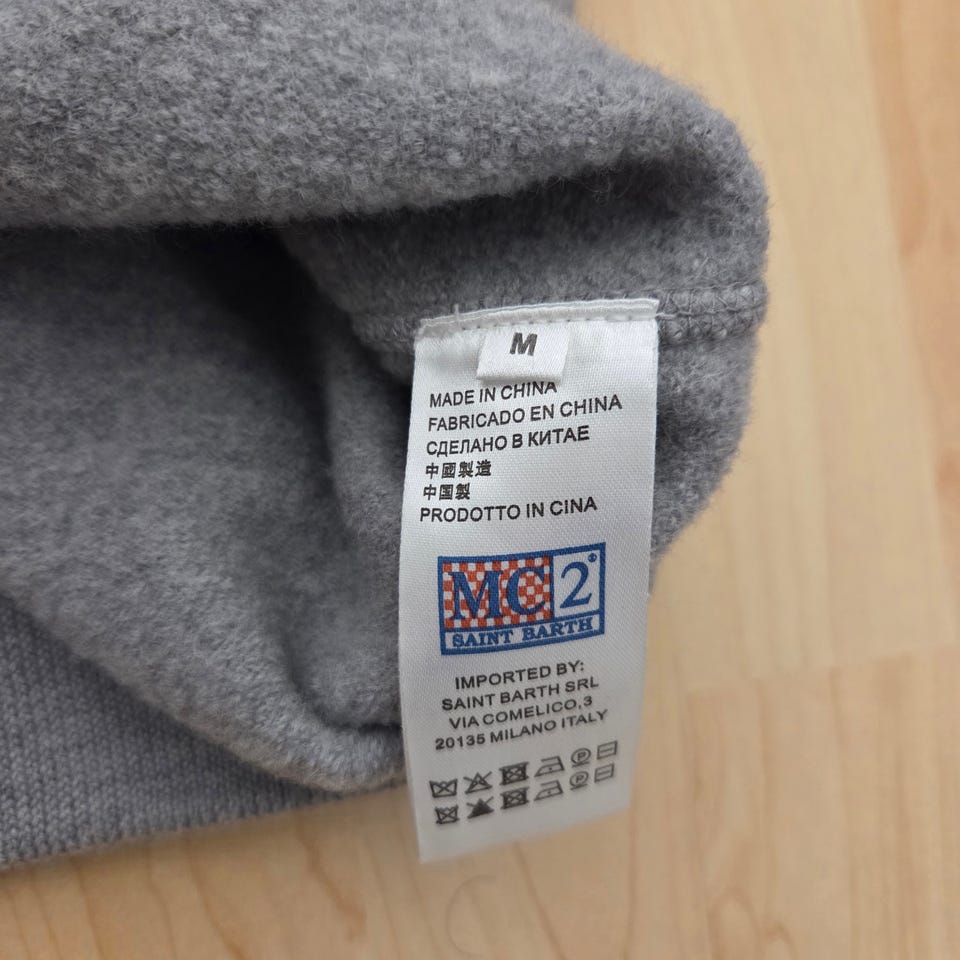 M
MADE IN CHINA
FABRICADO EN CHINA
СДЕЛАНО В КИТАЕ
中國製造
中国製
PRODOTTO IN CINA
MC2®
SAINT BARTH
IMPORTED BY:
SAINT BARTH SRL
VIA COMELICO,3
20135 MILANO ITALY